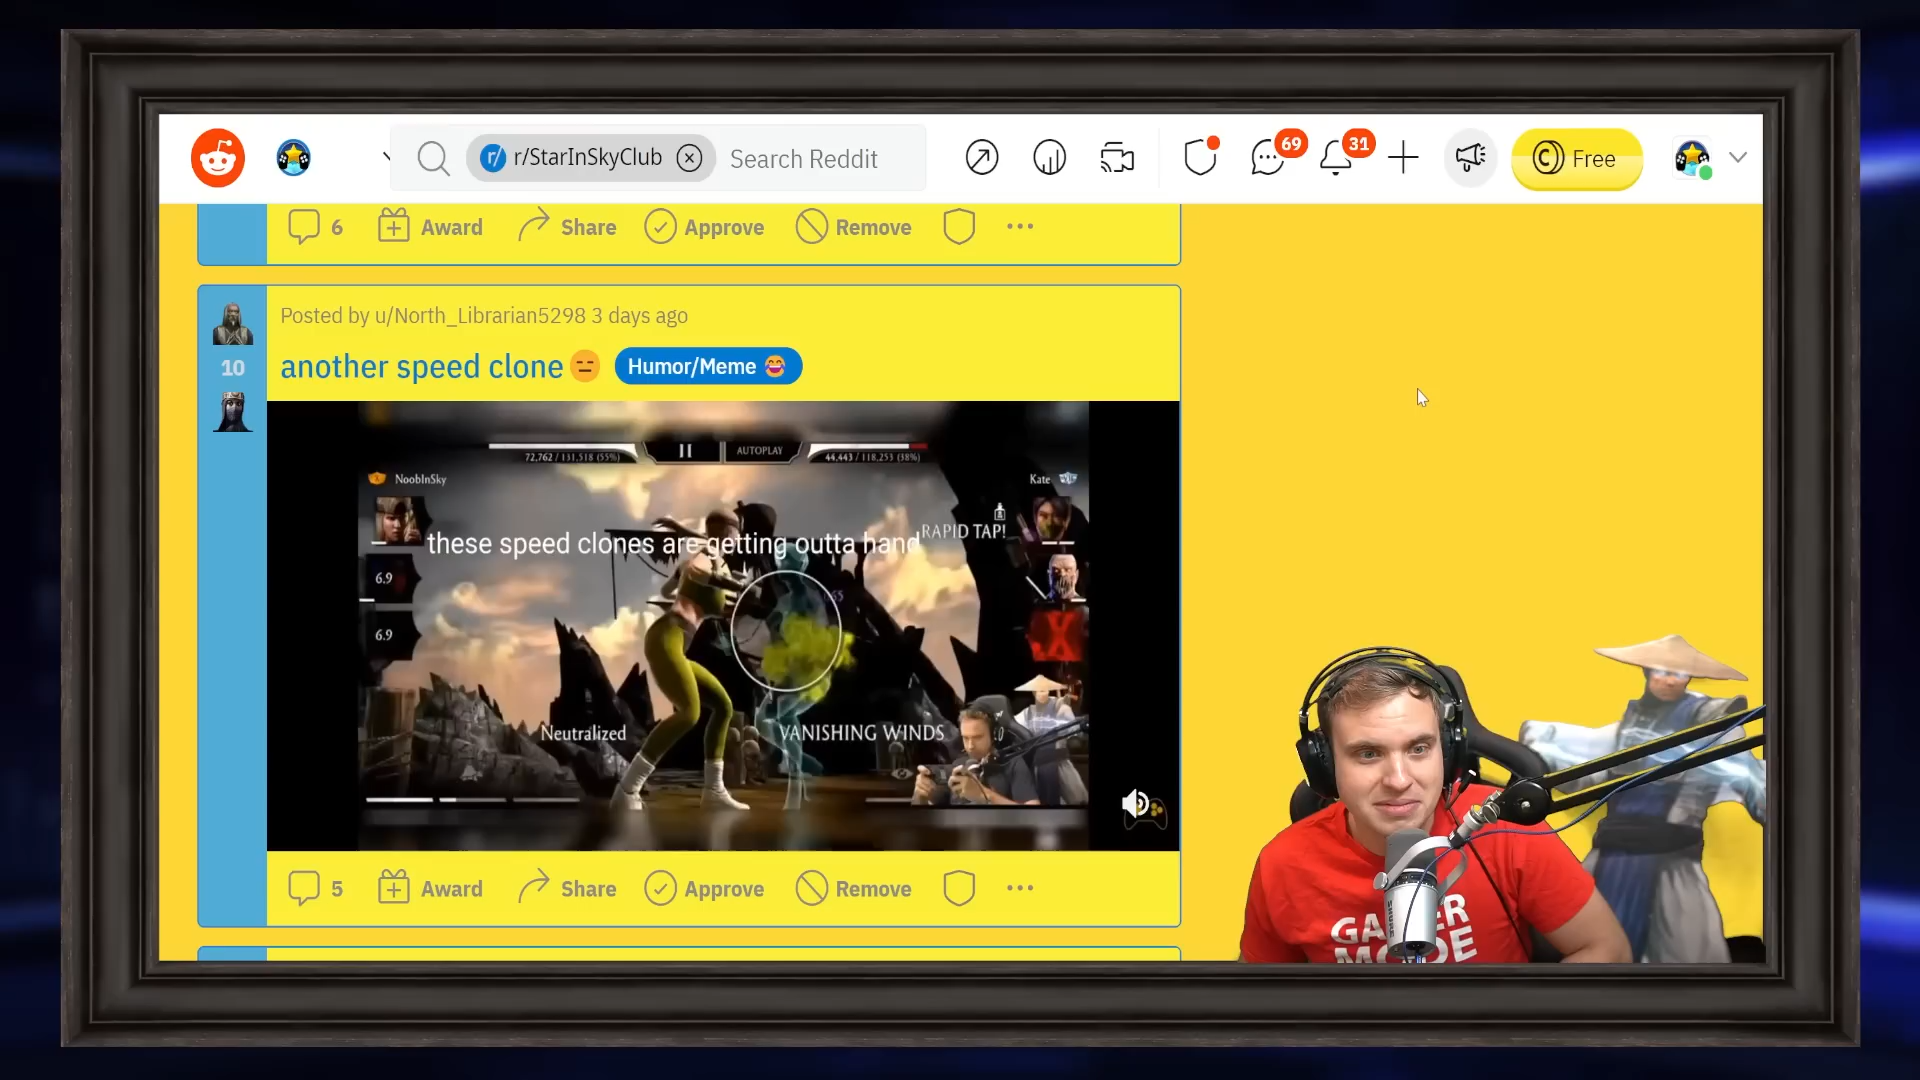 r/ r/StarInSkyClub Search Reddit 69 31 Free
6 Award Share Approve Remove
Posted by u/North_Librarian5298 3 days ago
10 another speed clone Humor/Meme
72,762 / 131,518 (55%) AUTOPLAY 44,443 / 118,253 (38%)
NoobInSky Kate
these speed clones are getting outta hand RAPID TAP!
6.9
6.9
Neutralized VANISHING WINDS
5 Award Share Approve Remove
SHURE